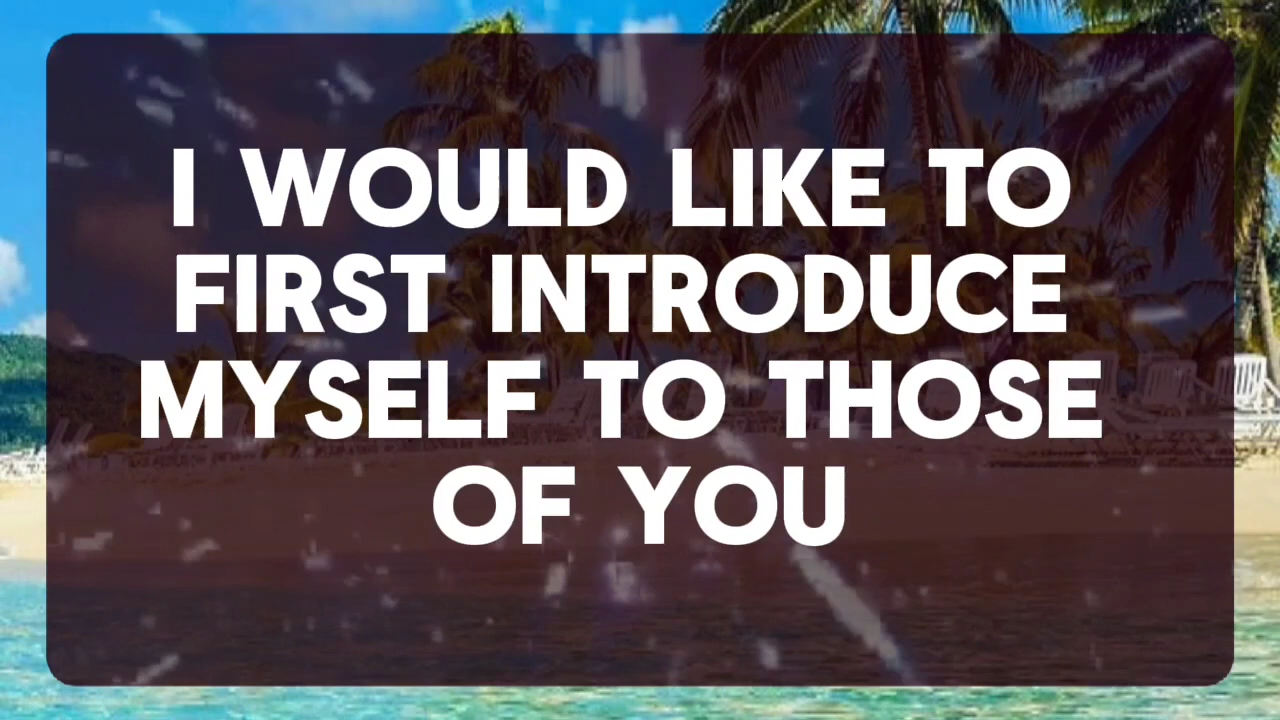 I WOULD LIKE TO
FIRST INTRODUCE
MYSELF TO THOSE
OF YOU